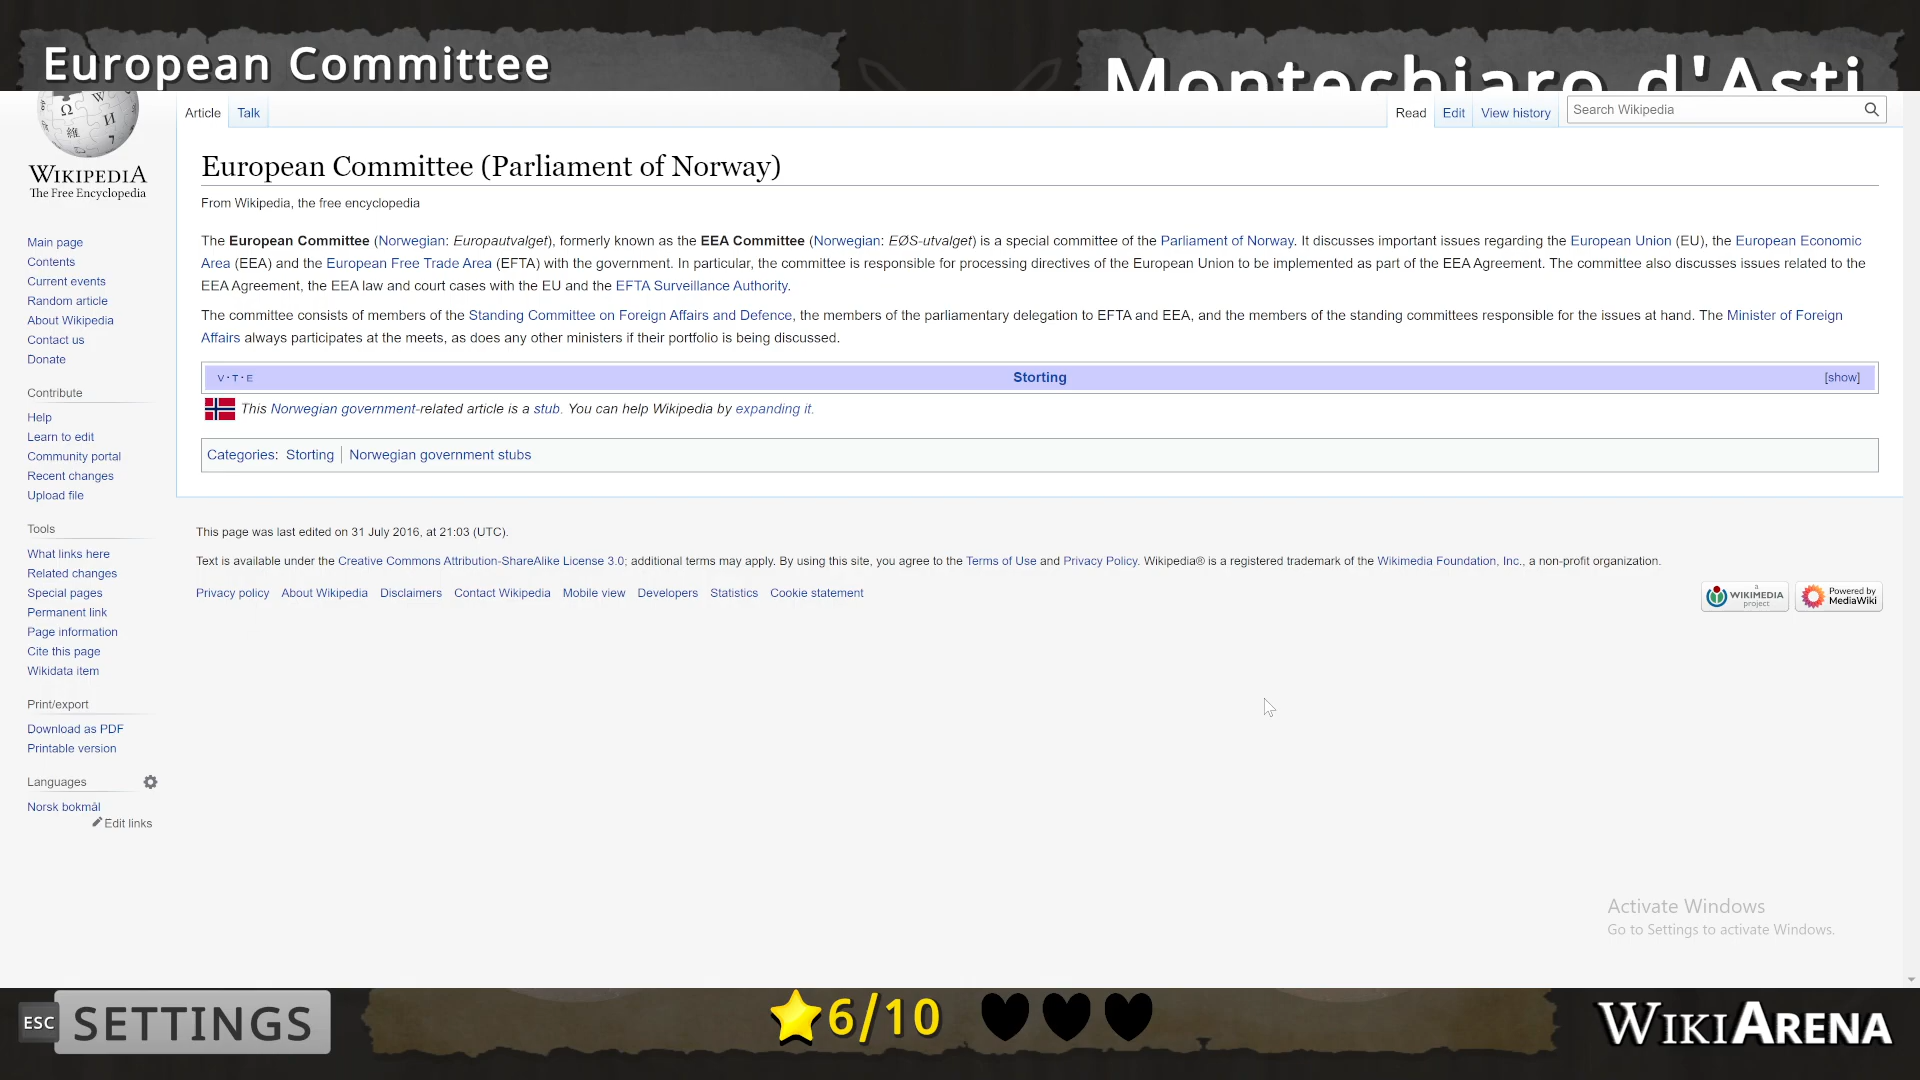 European Committee
Montechiaro d'Asti
WIKIPEDIA
The Free Encyclopedia
Article
Talk
Read
Edit
View history
Search Wikipedia
European Committee (Parliament of Norway)
From Wikipedia, the free encyclopedia
The European Committee (Norwegian: Europautvalget), formerly known as the EEA Committee (Norwegian: EØS-utvalget) is a special committee of the Parliament of Norway. It discusses important issues regarding the European Union (EU), the European Economic
Area (EEA) and the European Free Trade Area (EFTA) with the government. In particular, the committee is responsible for processing directives of the European Union to be implemented as part of the EEA Agreement. The committee also discusses issues related to the
EEA Agreement, the EEA law and court cases with the EU and the EFTA Surveillance Authority.
The committee consists of members of the Standing Committee on Foreign Affairs and Defence, the members of the parliamentary delegation to EFTA and EEA, and the members of the standing committees responsible for the issues at hand. The Minister of Foreign
Affairs always participates at the meets, as does any other ministers if their portfolio is being discussed.
V · T · E
Storting
[show]
This Norwegian government-related article is a stub. You can help Wikipedia by expanding it.
Categories: Storting | Norwegian government stubs
Main page
Contents
Current events
Random article
About Wikipedia
Contact us
Donate
Contribute
Help
Learn to edit
Community portal
Recent changes
Upload file
Tools
What links here
Related changes
Special pages
Permanent link
Page information
Cite this page
Wikidata item
Print/export
Download as PDF
Printable version
Languages
Norsk bokmål
Edit links
This page was last edited on 31 July 2016, at 21:03 (UTC).
Text is available under the Creative Commons Attribution-ShareAlike License 3.0; additional terms may apply. By using this site, you agree to the Terms of Use and Privacy Policy. Wikipedia® is a registered trademark of the Wikimedia Foundation, Inc., a non-profit organization.
Privacy policy
About Wikipedia
Disclaimers
Contact Wikipedia
Mobile view
Developers
Statistics
Cookie statement
a
WIKIMEDIA
project
Powered by
MediaWiki
Activate Windows
Go to Settings to activate Windows.
ESC
SETTINGS
6/10
WIKIARENA